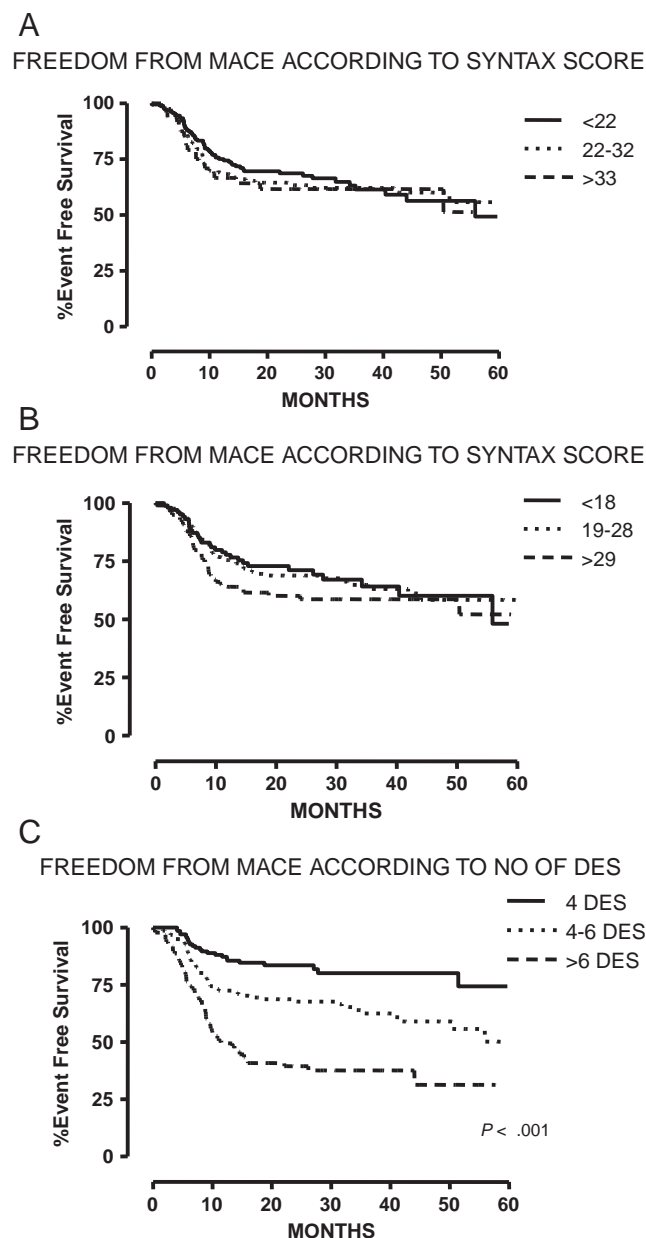 A
FREEDOM FROM MACE ACCORDING TO SYNTAX SCORE
100
75
50
25
0
%Event Free Survival
<22
22-32
>33
0 10 20 30 40 50 60
MONTHS
B
FREEDOM FROM MACE ACCORDING TO SYNTAX SCORE
100
75
50
25
0
%Event Free Survival
<18
19-28
>29
0 10 20 30 40 50 60
MONTHS
C
FREEDOM FROM MACE ACCORDING TO NO OF DES
100
75
50
25
0
%Event Free Survival
4 DES
4-6 DES
>6 DES
P < .001
0 10 20 30 40 50 60
MONTHS